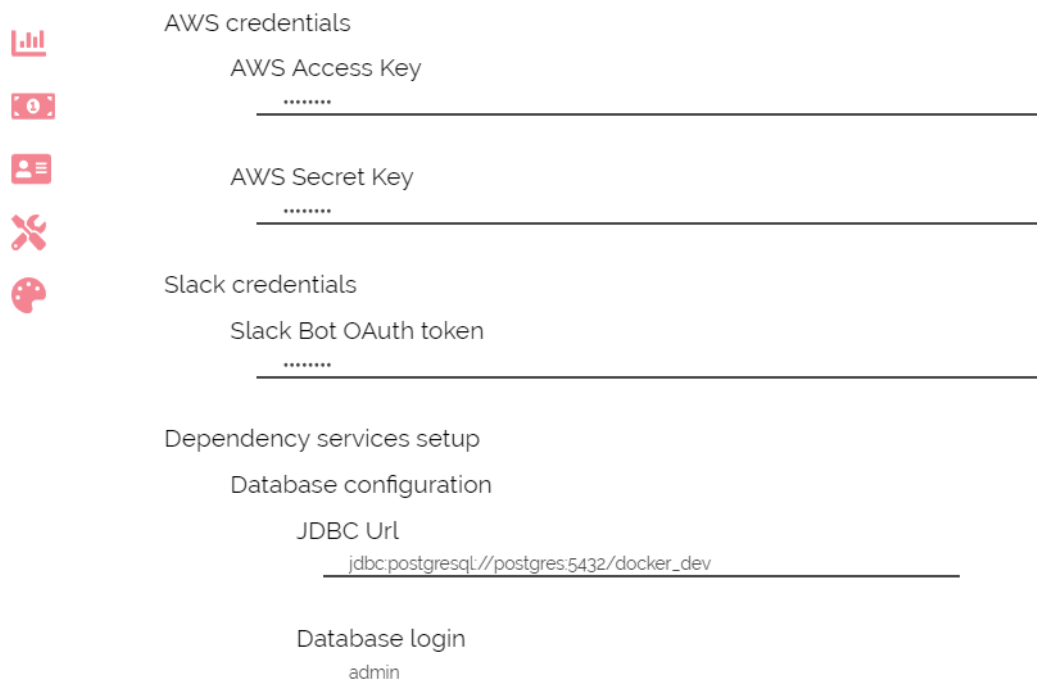 AWS credentials
AWS Access Key
••••••••
AWS Secret Key
••••••••
Slack credentials
Slack Bot OAuth token
••••••••
Dependency services setup
Database configuration
JDBC Url
jdbc:postgresql://postgres:5432/docker_dev
Database login
admin